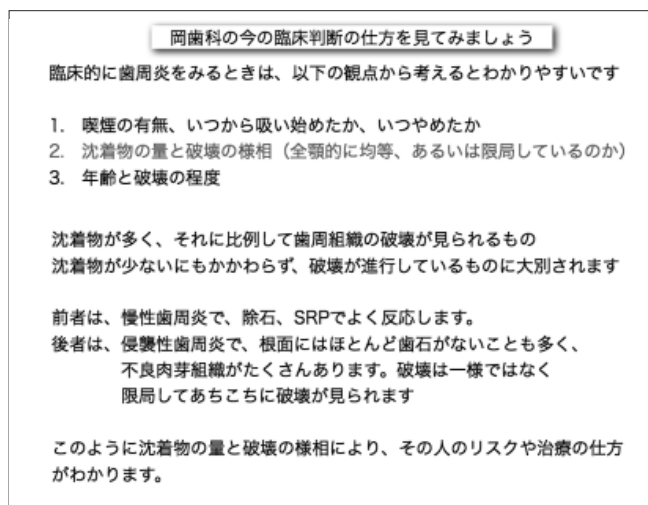 岡歯科の今の臨床判断の仕方を見てみましょう
臨床的に歯周炎をみるときは、以下の観点から考えるとわかりやすいです
1. 喫煙の有無、いつから吸い始めたか、いつやめたか
2. 沈着物の量と破壊の様相（全顎的に均等、あるいは限局しているのか）
3. 年齢と破壊の程度
沈着物が多く、それに比例して歯周組織の破壊が見られるもの
沈着物が少ないにもかかわらず、破壊が進行しているものに大別されます
前者は、慢性歯周炎で、除石、SRPでよく反応します。
後者は、侵襲性歯周炎で、根面にはほとんど歯石がないことも多く、
不良肉芽組織がたくさんあります。破壊は一様ではなく
限局してあちこちに破壊が見られます
このように沈着物の量と破壊の様相により、その人のリスクや治療の仕方
がわかります。